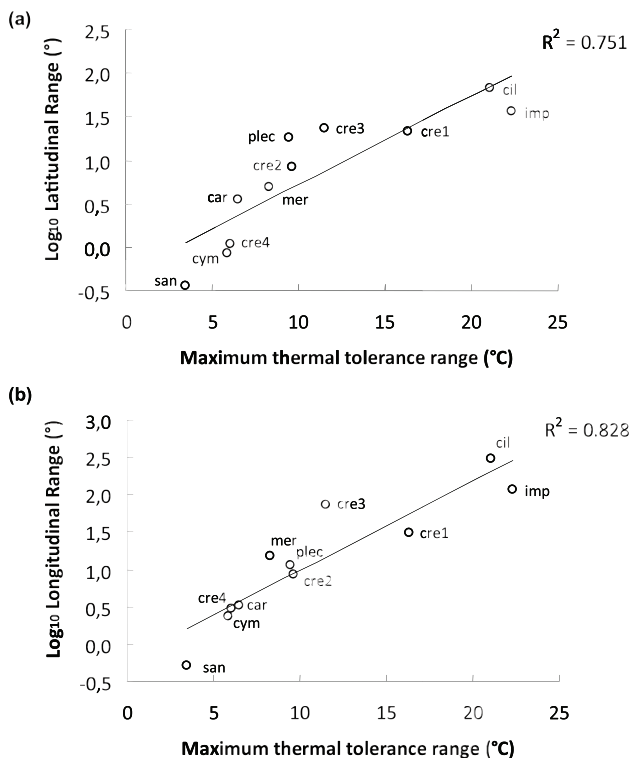 (a)
R² = 0.751
Log₁₀ Latitudinal Range (°)
2,5
2,0
1,5
1,0
0,5
0,0
-0,5
cil
imp
plec
cre3
cre1
cre2
car
mer
cre4
cym
san
0 5 10 15 20 25
Maximum thermal tolerance range (°C)
(b)
R² = 0.828
Log₁₀ Longitudinal Range (°)
3,0
2,5
2,0
1,5
1,0
0,5
0,0
-0,5
cil
imp
cre3
cre1
mer
plec
cre2
cre4
car
cym
san
0 5 10 15 20 25
Maximum thermal tolerance range (°C)